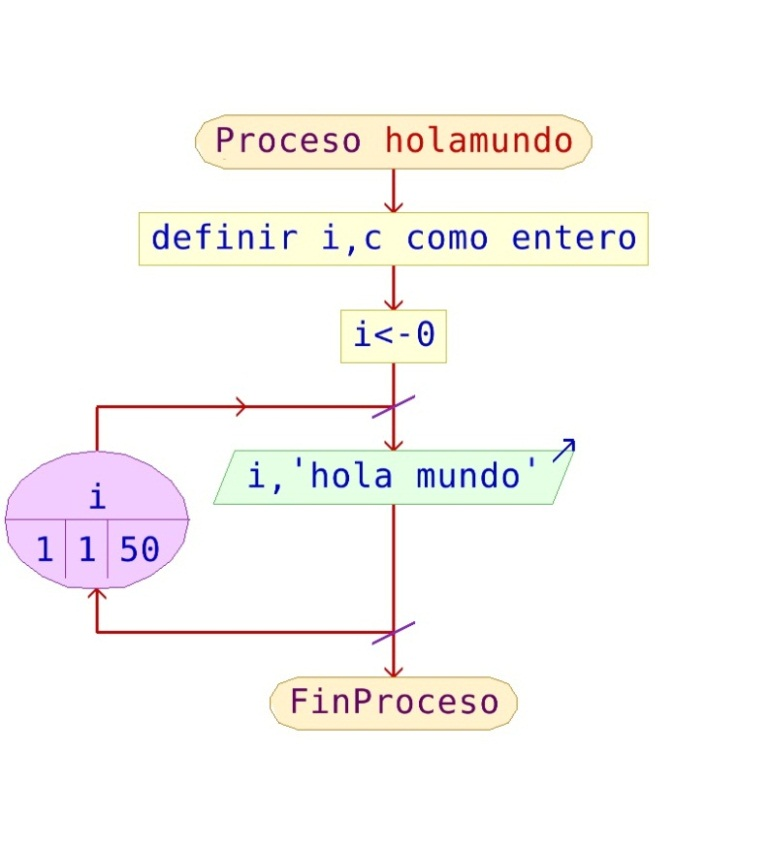 Proceso holamundo
definir i,c como entero
i<-0
i,'hola mundo'
i
1 1 50
FinProceso